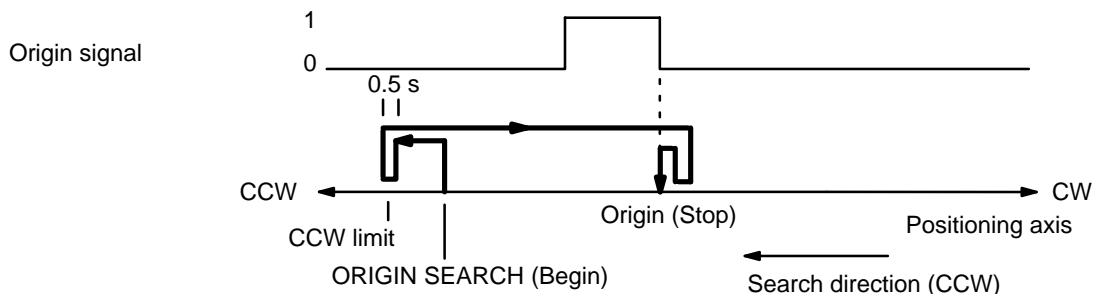 1
Origin signal
0
0.5 s
CCW
CW
Origin (Stop)
Positioning axis
CCW limit
ORIGIN SEARCH (Begin)
Search direction (CCW)